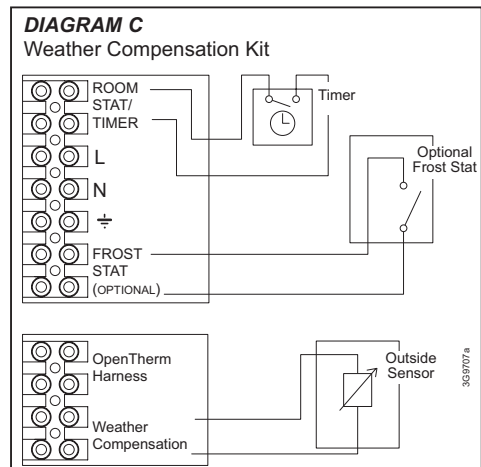 DIAGRAM C
Weather Compensation Kit
ROOM
STAT/
TIMER
L
N
FROST
STAT
(OPTIONAL)
Timer
Optional
Frost Stat
OpenTherm
Harness
Weather
Compensation
Outside
Sensor
3G9707a